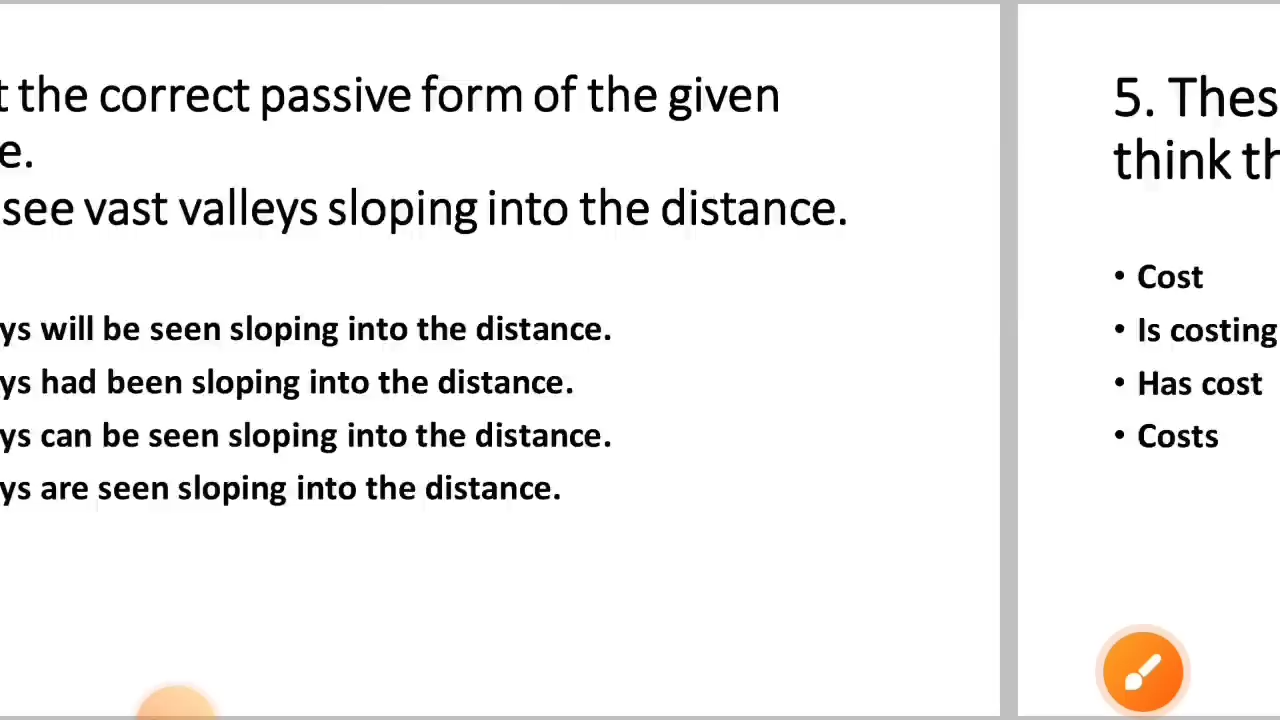 t the correct passive form of the given
e.
see vast valleys sloping into the distance.
ys will be seen sloping into the distance.
ys had been sloping into the distance.
ys can be seen sloping into the distance.
ys are seen sloping into the distance.
5. Thes
think th
• Cost
• Is costing
• Has cost
• Costs